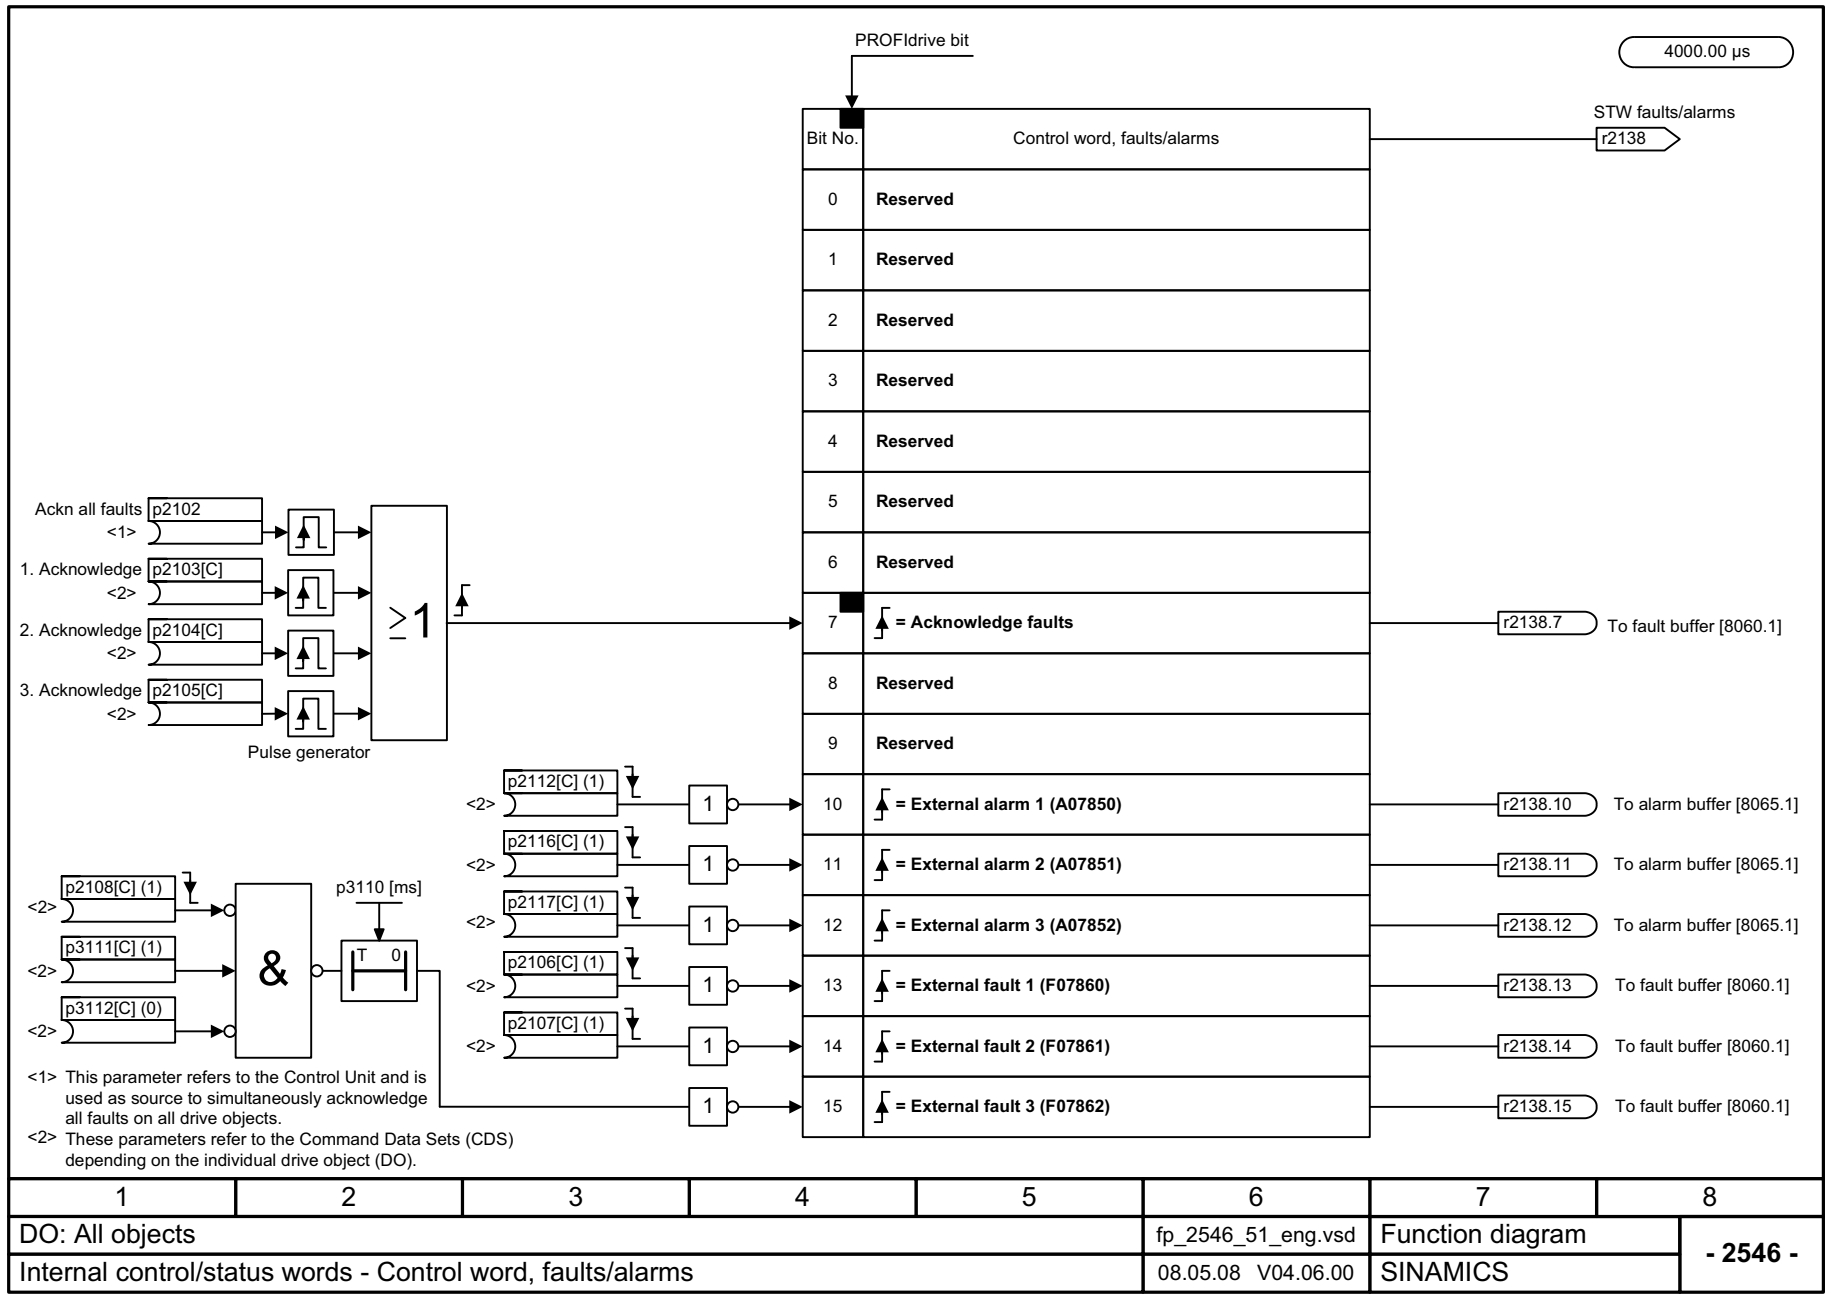 PROFIdrive bit
4000.00 µs
STW faults/alarms
r2138
Bit No.
Control word, faults/alarms
0 Reserved
1 Reserved
2 Reserved
3 Reserved
4 Reserved
5 Reserved
6 Reserved
7 = Acknowledge faults
r2138.7 To fault buffer [8060.1]
8 Reserved
9 Reserved
10 = External alarm 1 (A07850)
r2138.10 To alarm buffer [8065.1]
11 = External alarm 2 (A07851)
r2138.11 To alarm buffer [8065.1]
12 = External alarm 3 (A07852)
r2138.12 To alarm buffer [8065.1]
13 = External fault 1 (F07860)
r2138.13 To fault buffer [8060.1]
14 = External fault 2 (F07861)
r2138.14 To fault buffer [8060.1]
15 = External fault 3 (F07862)
r2138.15 To fault buffer [8060.1]
Ackn all faults p2102
<1>
1. Acknowledge p2103[C]
<2>
2. Acknowledge p2104[C]
<2>
3. Acknowledge p2105[C]
<2>
≥1
Pulse generator
p2112[C] (1)
<2> 1
p2116[C] (1)
<2> 1
p2117[C] (1)
<2> 1
p2106[C] (1)
<2> 1
p2107[C] (1)
<2> 1
1
p2108[C] (1)
<2>
p3111[C] (1)
<2>
p3112[C] (0)
<2>
&
p3110 [ms]
T 0
<1> This parameter refers to the Control Unit and is
used as source to simultaneously acknowledge
all faults on all drive objects.
<2> These parameters refer to the Command Data Sets (CDS)
depending on the individual drive object (DO).
1 2 3 4 5 6 7 8
DO: All objects
fp_2546_51_eng.vsd
Function diagram
- 2546 -
Internal control/status words - Control word, faults/alarms
08.05.08 V04.06.00
SINAMICS